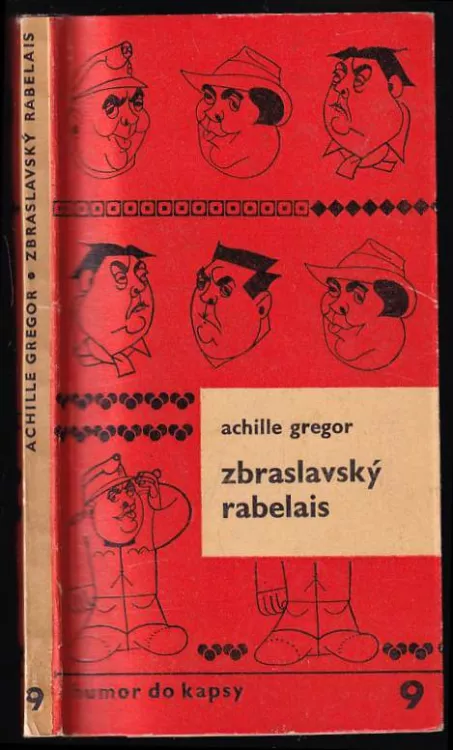 ACHILLE GREGOR • ZBRASLAVSKÝ RABELAIS
9
achille gregor
zbraslavský
rabelais
humor do kapsy
9